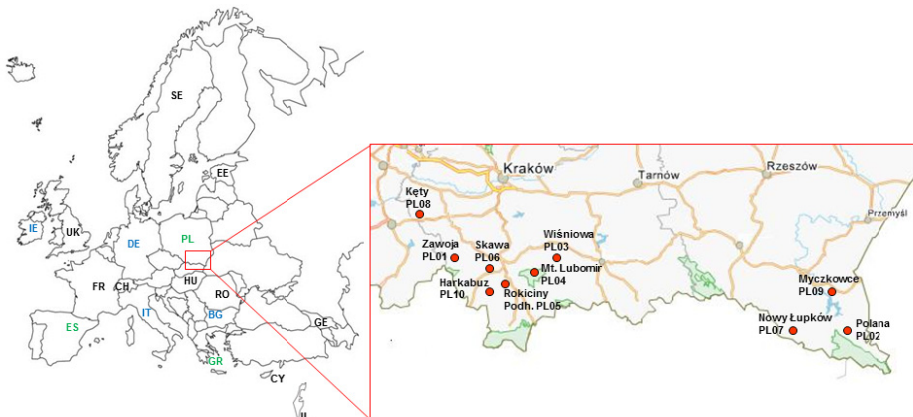 SE
EE
IE
UK
DE
PL
FR
CH
HU
RO
IT
BG
ES
GE
GR
CY
IL
Kraków
Tarnów
Rzeszów
Przemyśl
Kęty
PL08
Zawoja
PL01
Skawa
PL06
Wiśniowa
PL03
Mt. Lubomir
PL04
Harkabuz
PL10
Rokiciny
Podh. PL05
Myczkowce
PL09
Nowy Łupków
PL07
Polana
PL02